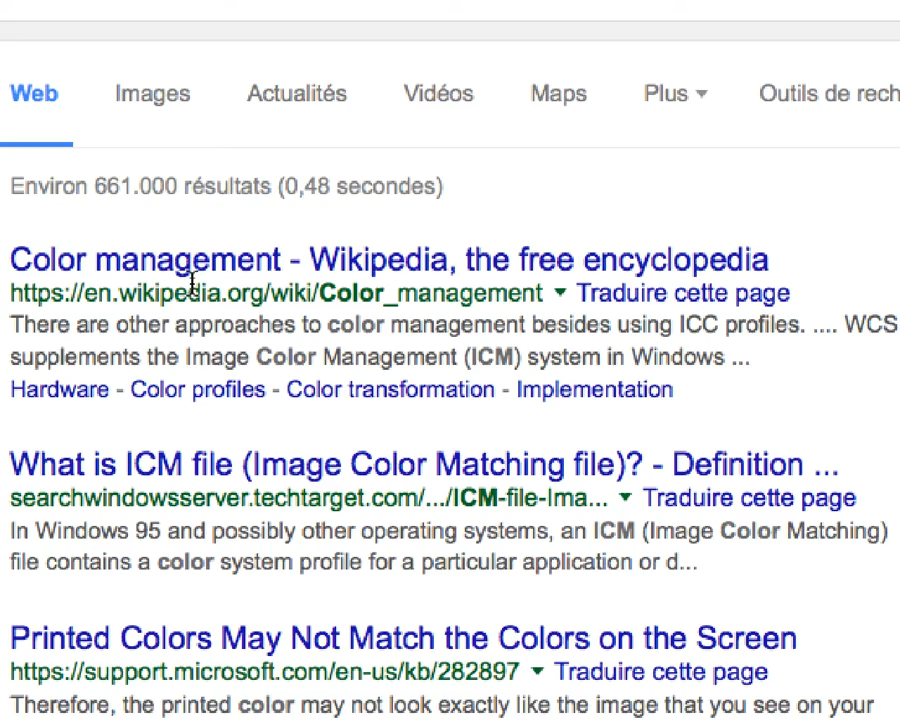 Web Images Actualités Vidéos Maps Plus Outils de rech
Environ 661.000 résultats (0,48 secondes)
Color management - Wikipedia, the free encyclopedia
https://en.wikipedia.org/wiki/Color_management Traduire cette page
There are other approaches to color management besides using ICC profiles. .... WCS
supplements the Image Color Management (ICM) system in Windows ...
Hardware - Color profiles - Color transformation - Implementation
What is ICM file (Image Color Matching file)? - Definition ...
searchwindowsserver.techtarget.com/.../ICM-file-Ima... Traduire cette page
In Windows 95 and possibly other operating systems, an ICM (Image Color Matching)
file contains a color system profile for a particular application or d...
Printed Colors May Not Match the Colors on the Screen
https://support.microsoft.com/en-us/kb/282897 Traduire cette page
Therefore, the printed color may not look exactly like the image that you see on your